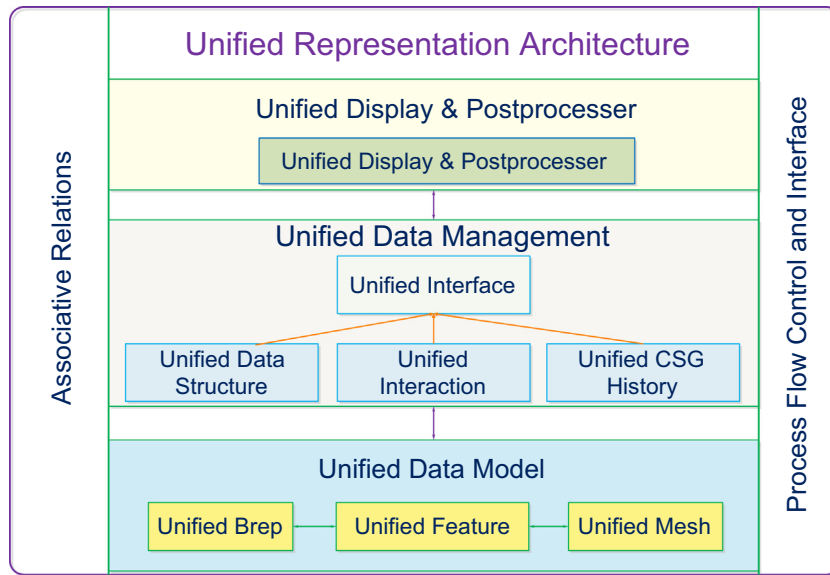 Unified Representation Architecture
Associative Relations
Unified Display & Postprocesser
Unified Display & Postprocesser
Unified Data Management
Unified Interface
Unified Data
Structure
Unified
Interaction
Unified CSG
History
Unified Data Model
Unified Brep
Unified Feature
Unified Mesh
Process Flow Control and Interface